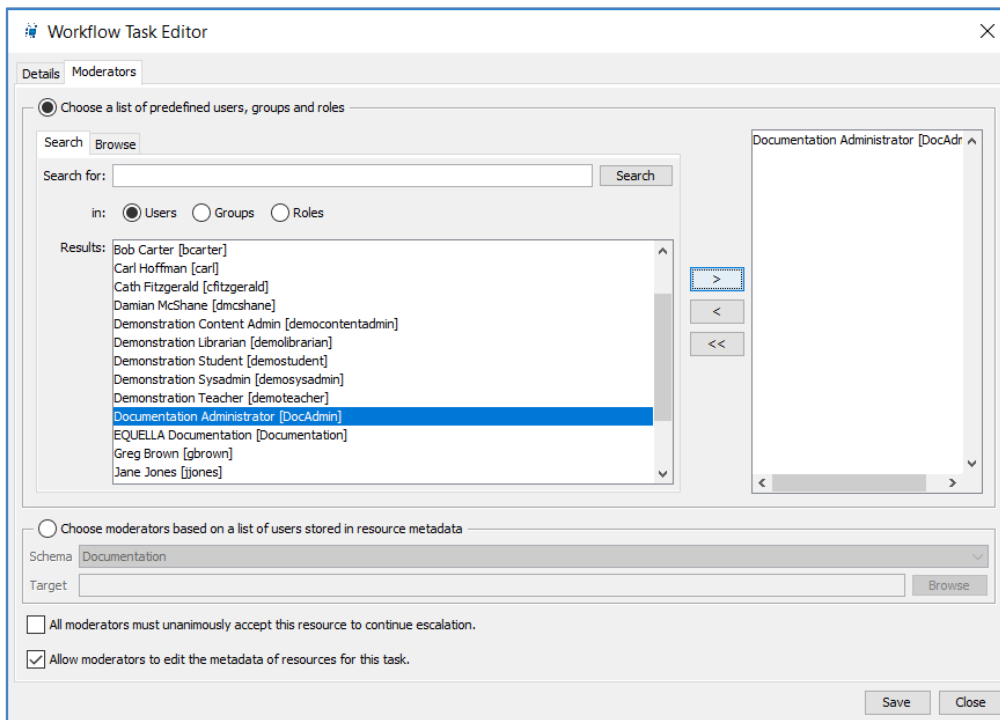 Workflow Task Editor
Details Moderators
Choose a list of predefined users, groups and roles
Search Browse
Search for: Search
in: Users Groups Roles
Results:
Bob Carter [bcarter]
Carl Hoffman [carl]
Cath Fitzgerald [cfitzgerald]
Damian McShane [dmcshane]
Demonstration Content Admin [democontentadmin]
Demonstration Librarian [demolibrarian]
Demonstration Student [demostudent]
Demonstration Sysadmin [demosysadmin]
Demonstration Teacher [demoteacher]
Documentation Administrator [DocAdmin]
EQUELLA Documentation [Documentation]
Greg Brown [gbrown]
Jane Jones [jjones]
>
<
<<
Documentation Administrator [DocAdr
Choose moderators based on a list of users stored in resource metadata
Schema Documentation
Target Browse
All moderators must unanimously accept this resource to continue escalation.
Allow moderators to edit the metadata of resources for this task.
Save Close